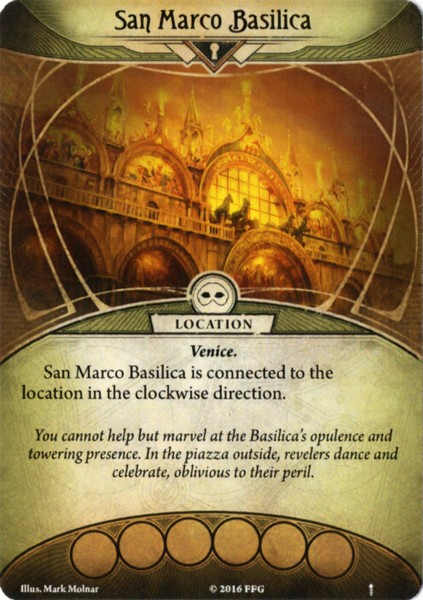 San Marco Basilica
LOCATION
Venice.
San Marco Basilica is connected to the
location in the clockwise direction.
You cannot help but marvel at the Basilica's opulence and
towering presence. In the piazza outside, revelers dance and
celebrate, oblivious to their peril.
Illus. Mark Molnar
© 2016 FFG